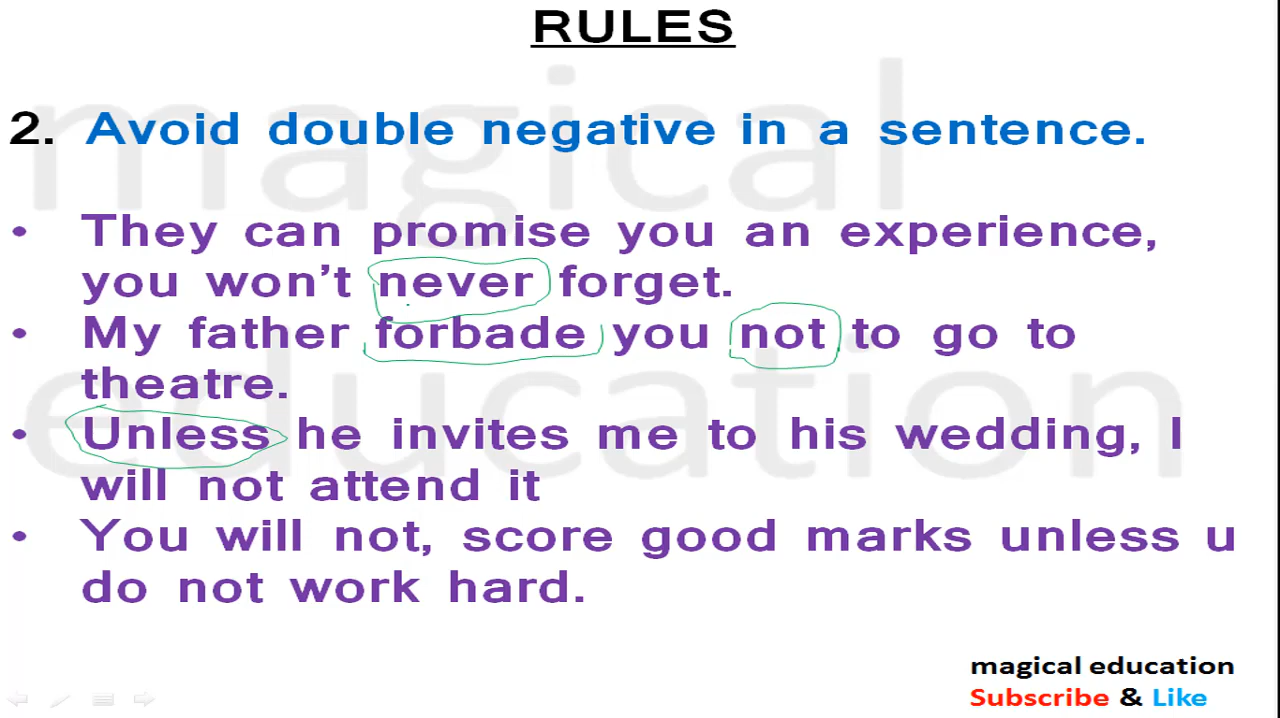 RULES
2. Avoid double negative in a sentence.
• They can promise you an experience,
you won't never forget.
• My father forbade you not to go to
theatre.
• Unless he invites me to his wedding, I
will not attend it
• You will not, score good marks unless u
do not work hard.
magical education
Subscribe & Like
magical
education